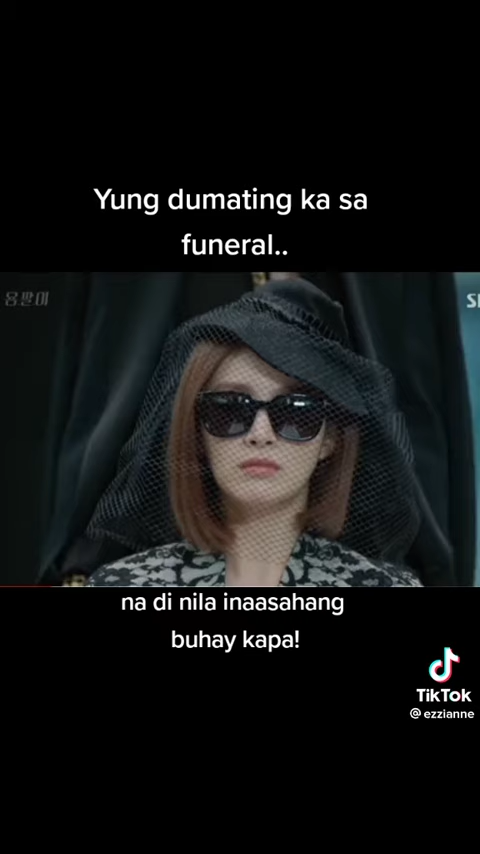 Yung dumating ka sa
funeral..
용팔이
na di nila inaasahang
buhay kapa!
TikTok
@ezzianne